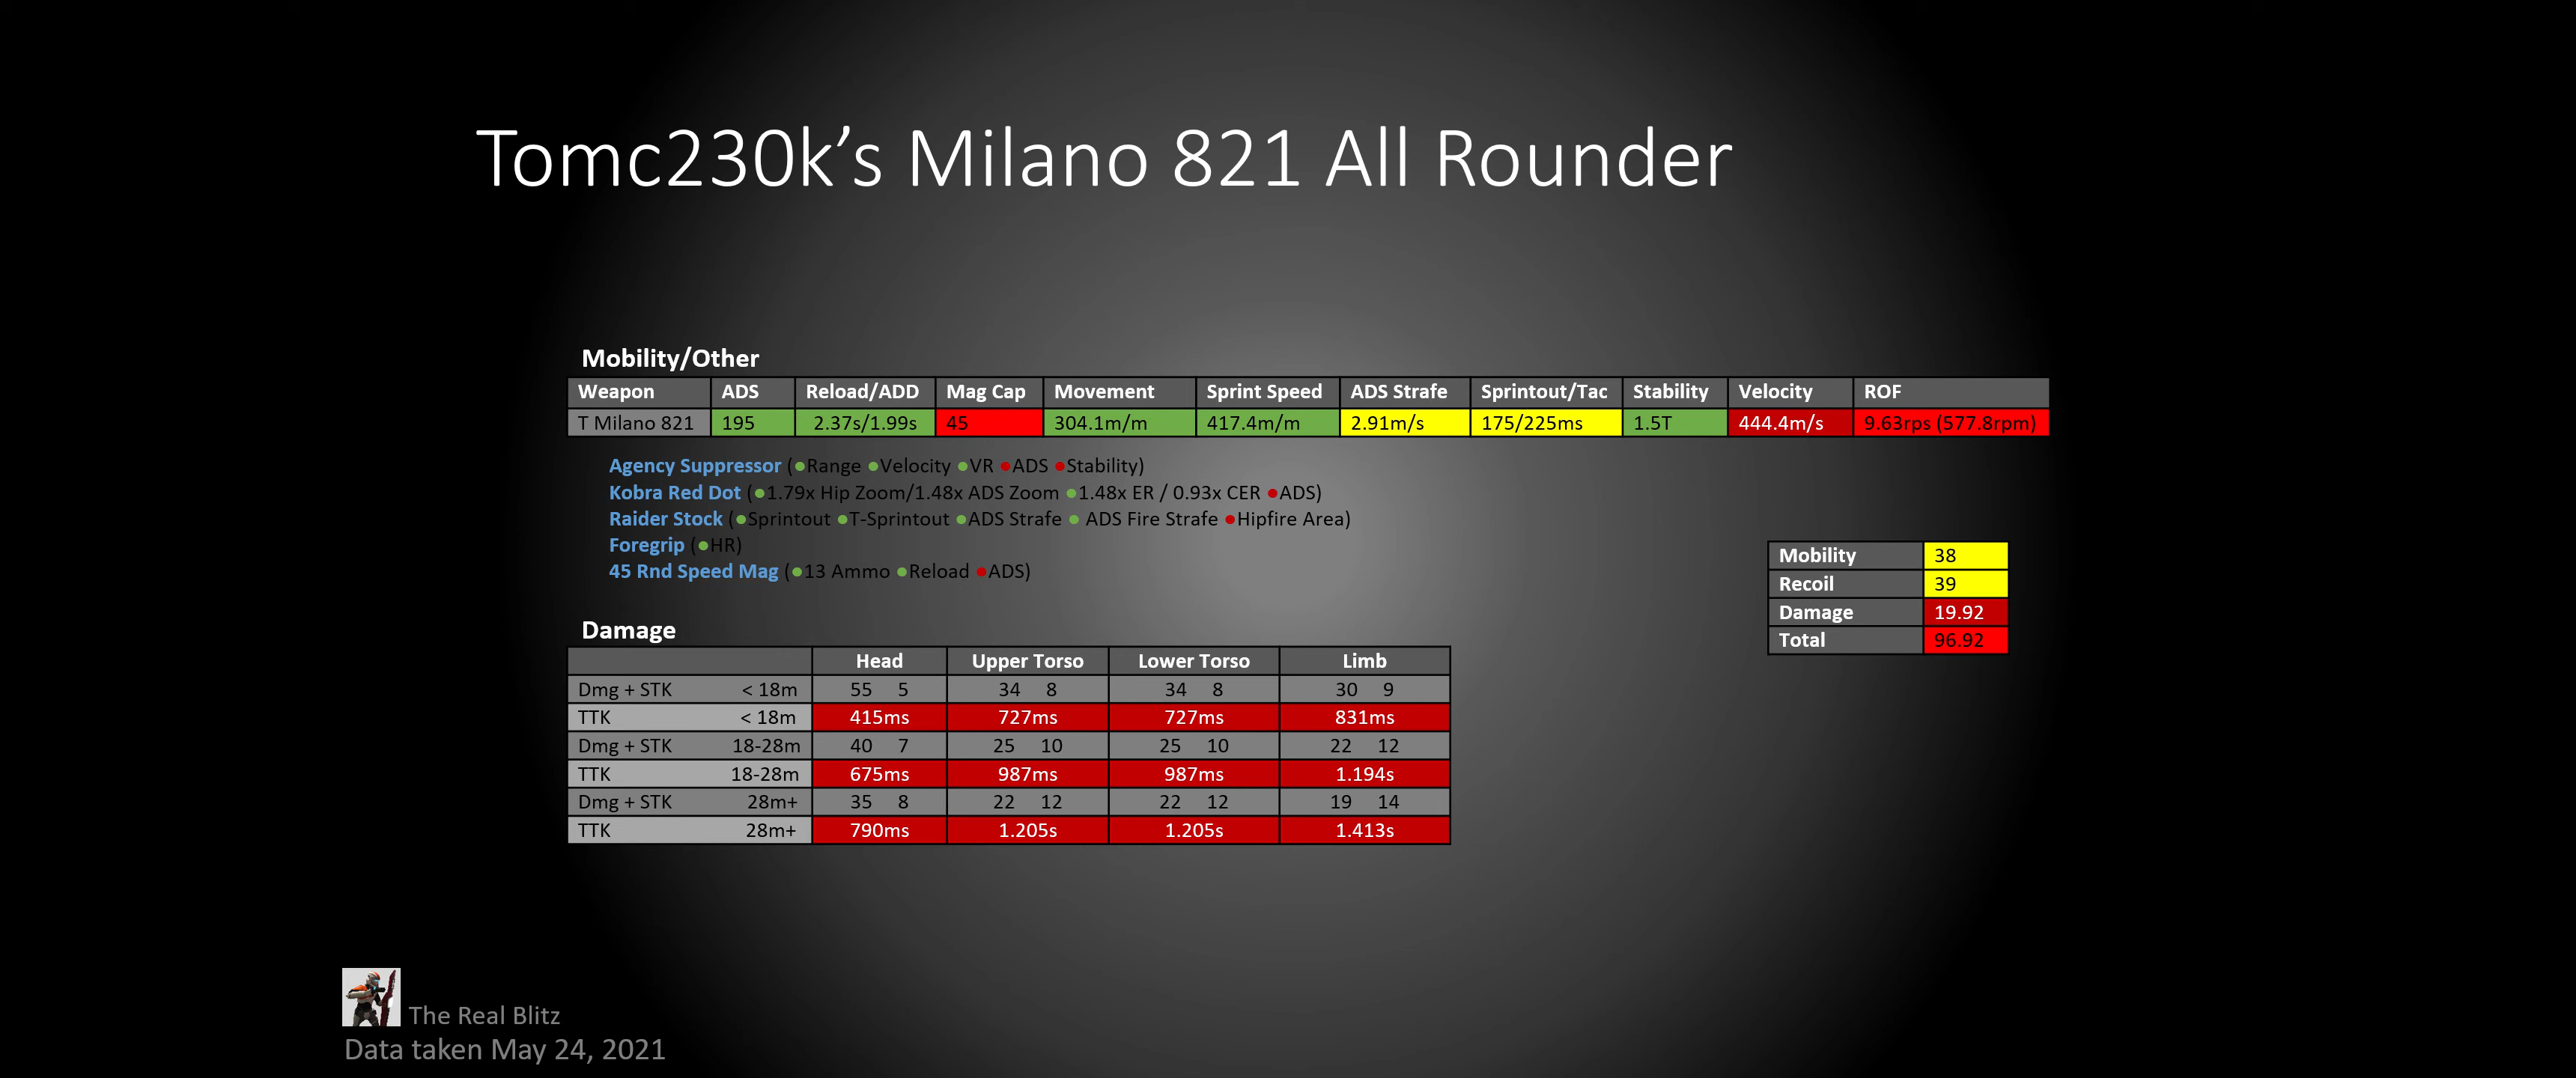 Tomc230k’s Milano 821 All Rounder
Mobility/Other
Weapon ADS Reload/ADD Mag Cap Movement Sprint Speed ADS Strafe Sprintout/Tac Stability Velocity ROF
T Milano 821 195 2.37s/1.99s 45 304.1m/m 417.4m/m 2.91m/s 175/225ms 1.5T 444.4m/s 9.63rps (577.8rpm)
Agency Suppressor (●Range ●Velocity ●VR ●ADS ●Stability)
Kobra Red Dot (●1.79x Hip Zoom/1.48x ADS Zoom ●1.48x ER / 0.93x CER ●ADS)
Raider Stock (●Sprintout ●T-Sprintout ●ADS Strafe ● ADS Fire Strafe ●Hipfire Area)
Foregrip (●HR)
45 Rnd Speed Mag (●13 Ammo ●Reload ●ADS)
Mobility 38
Recoil 39
Damage 19.92
Total 96.92
Damage
Head Upper Torso Lower Torso Limb
Dmg + STK < 18m 55 5 34 8 34 8 30 9
TTK < 18m 415ms 727ms 727ms 831ms
Dmg + STK 18-28m 40 7 25 10 25 10 22 12
TTK 18-28m 675ms 987ms 987ms 1.194s
Dmg + STK 28m+ 35 8 22 12 22 12 19 14
TTK 28m+ 790ms 1.205s 1.205s 1.413s
The Real Blitz
Data taken May 24, 2021